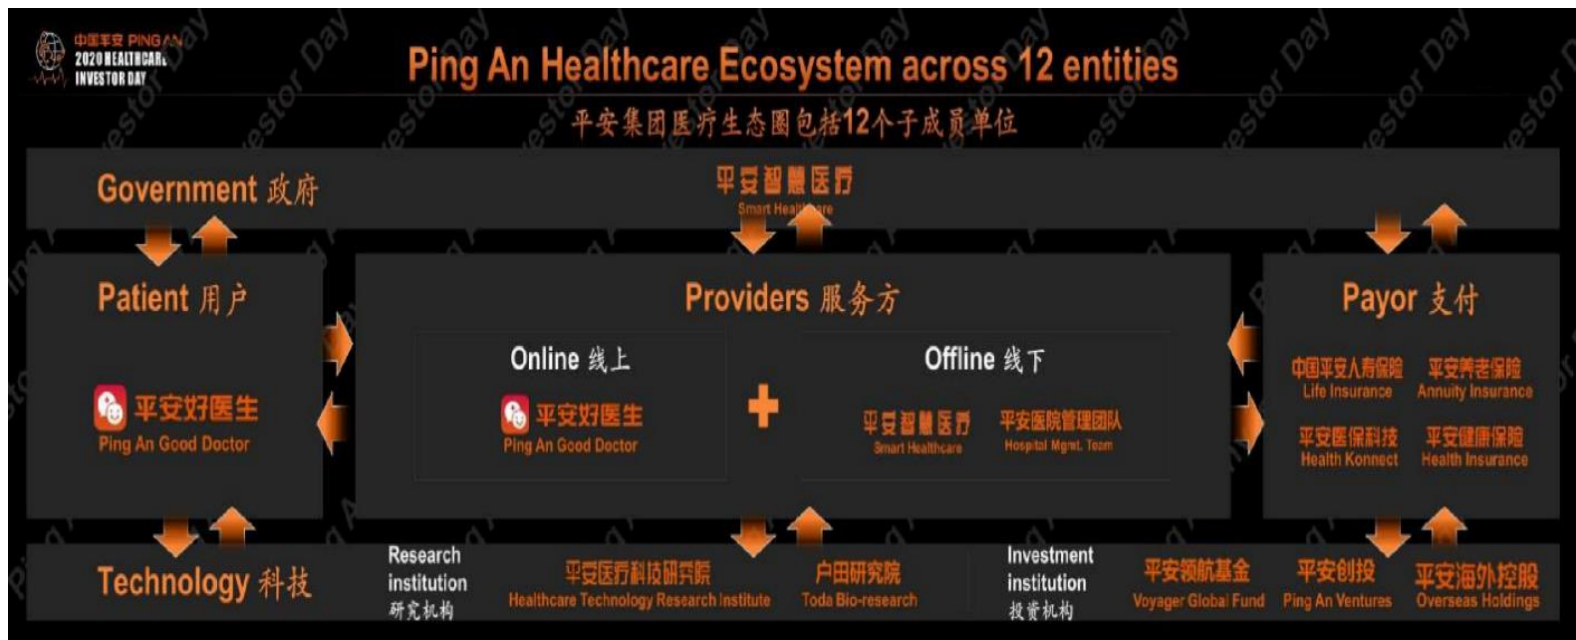 中国平安 PING AN
2020 HEALTHCARE
INVESTOR DAY
Ping An Healthcare Ecosystem across 12 entities
平安集团医疗生态圈包括12个子成员单位
Government 政府
平安智慧医疗
Smart Healthcare
Patient 用户
平安好医生
Ping An Good Doctor
Providers 服务方
Online 线上
平安好医生
Ping An Good Doctor
Offline 线下
平安智慧医疗
Smart Healthcare
平安医院管理团队
Hospital Mgmt. Team
Payor 支付
中国平安人寿保险
Life Insurance
平安养老保险
Annuity Insurance
平安医保科技
Health Konnect
平安健康保险
Health Insurance
Technology 科技
Research
institution
研究机构
平安医疗科技研究院
Healthcare Technology Research Institute
户田研究院
Toda Bio-research
Investment
institution
投资机构
平安领航基金
Voyager Global Fund
平安创投
Ping An Ventures
平安海外控股
Overseas Holdings